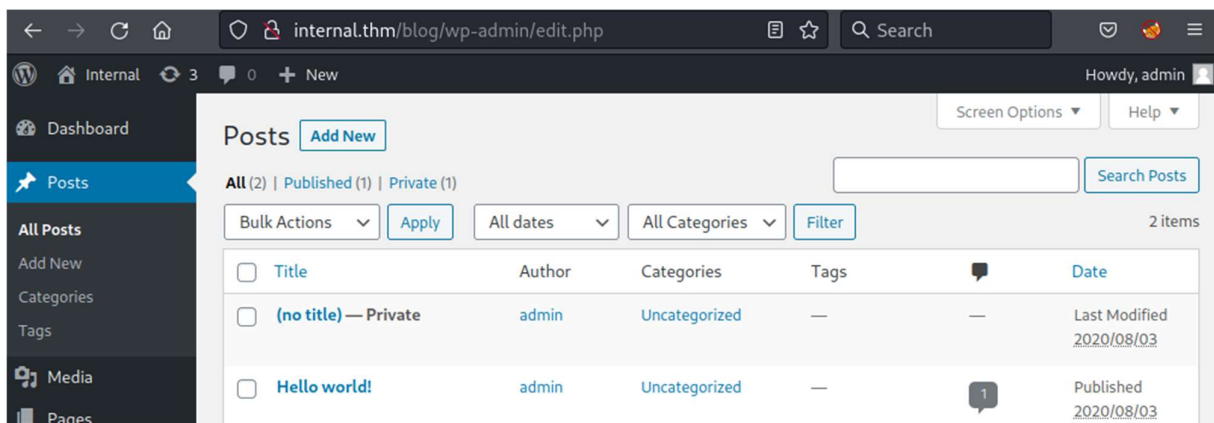 internal.thm/blog/wp-admin/edit.php
Search
Internal 3 0 + New
Howdy, admin
Dashboard
Posts
All Posts
Add New
Categories
Tags
Media
Pages
Screen Options ▼
Help ▼
Posts Add New
All (2) | Published (1) | Private (1)
Search Posts
Bulk Actions Apply All dates All Categories Filter
2 items
Title Author Categories Tags Date
(no title) — Private admin Uncategorized — — Last Modified
2020/08/03
Hello world! admin Uncategorized — 1 Published
2020/08/03